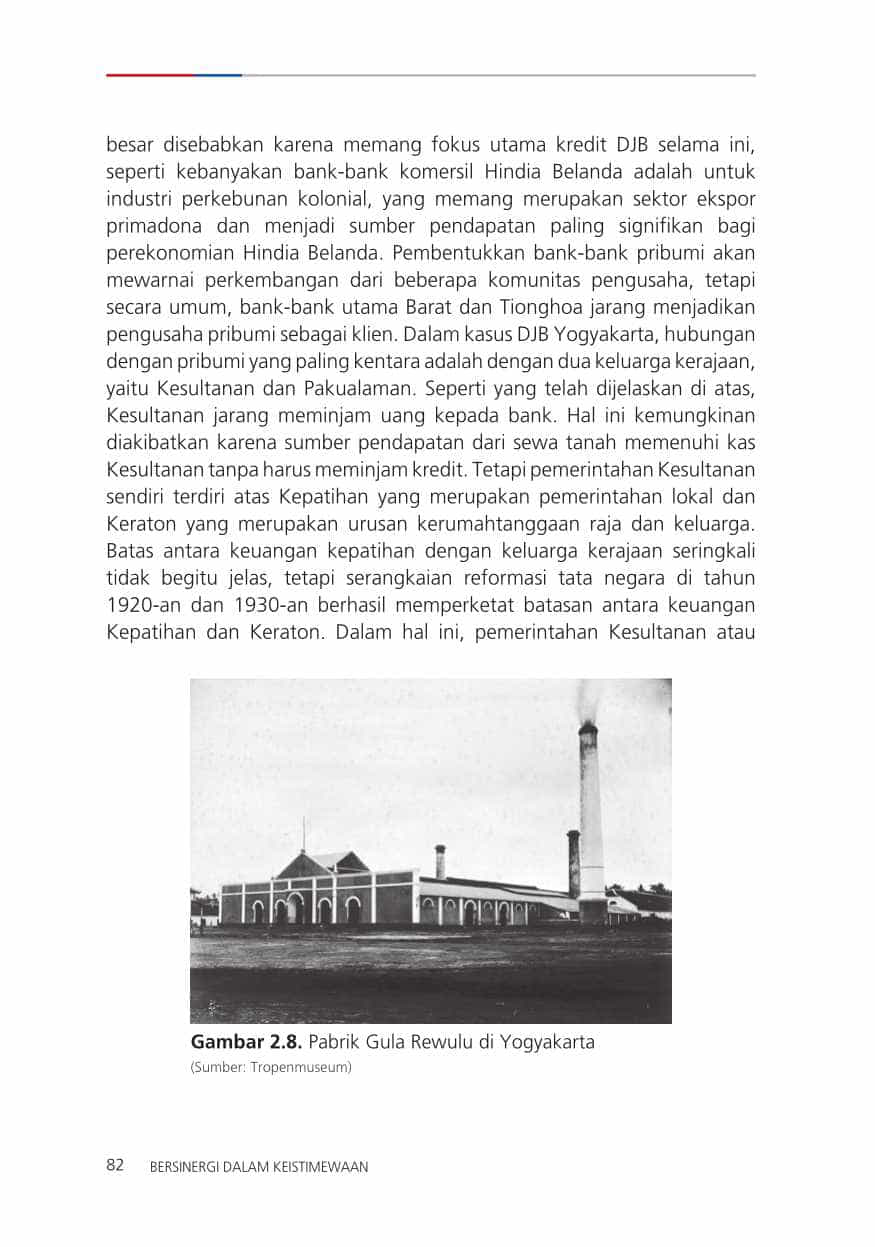 besar disebabkan karena memang fokus utama kredit DJB selama ini,
seperti kebanyakan bank-bank komersil Hindia Belanda adalah untuk
industri perkebunan kolonial, yang memang merupakan sektor ekspor
primadona dan menjadi sumber pendapatan paling signifikan bagi
perekonomian Hindia Belanda. Pembentukkan bank-bank pribumi akan
mewarnai perkembangan dari beberapa komunitas pengusaha, tetapi
secara umum, bank-bank utama Barat dan Tionghoa jarang menjadikan
pengusaha pribumi sebagai klien. Dalam kasus DJB Yogyakarta, hubungan
dengan pribumi yang paling kentara adalah dengan dua keluarga kerajaan,
yaitu Kesultanan dan Pakualaman. Seperti yang telah dijelaskan di atas,
Kesultanan jarang meminjam uang kepada bank. Hal ini kemungkinan
diakibatkan karena sumber pendapatan dari sewa tanah memenuhi kas
Kesultanan tanpa harus meminjam kredit. Tetapi pemerintahan Kesultanan
sendiri terdiri atas Kepatihan yang merupakan pemerintahan lokal dan
Keraton yang merupakan urusan kerumahtanggaan raja dan keluarga.
Batas antara keuangan kepatihan dengan keluarga kerajaan seringkali
tidak begitu jelas, tetapi serangkaian reformasi tata negara di tahun
1920-an dan 1930-an berhasil memperketat batasan antara keuangan
Kepatihan dan Keraton. Dalam hal ini, pemerintahan Kesultanan atau
Gambar 2.8. Pabrik Gula Rewulu di Yogyakarta
(Sumber: Tropenmuseum)
82 BERSINERGI DALAM KEISTIMEWAAN